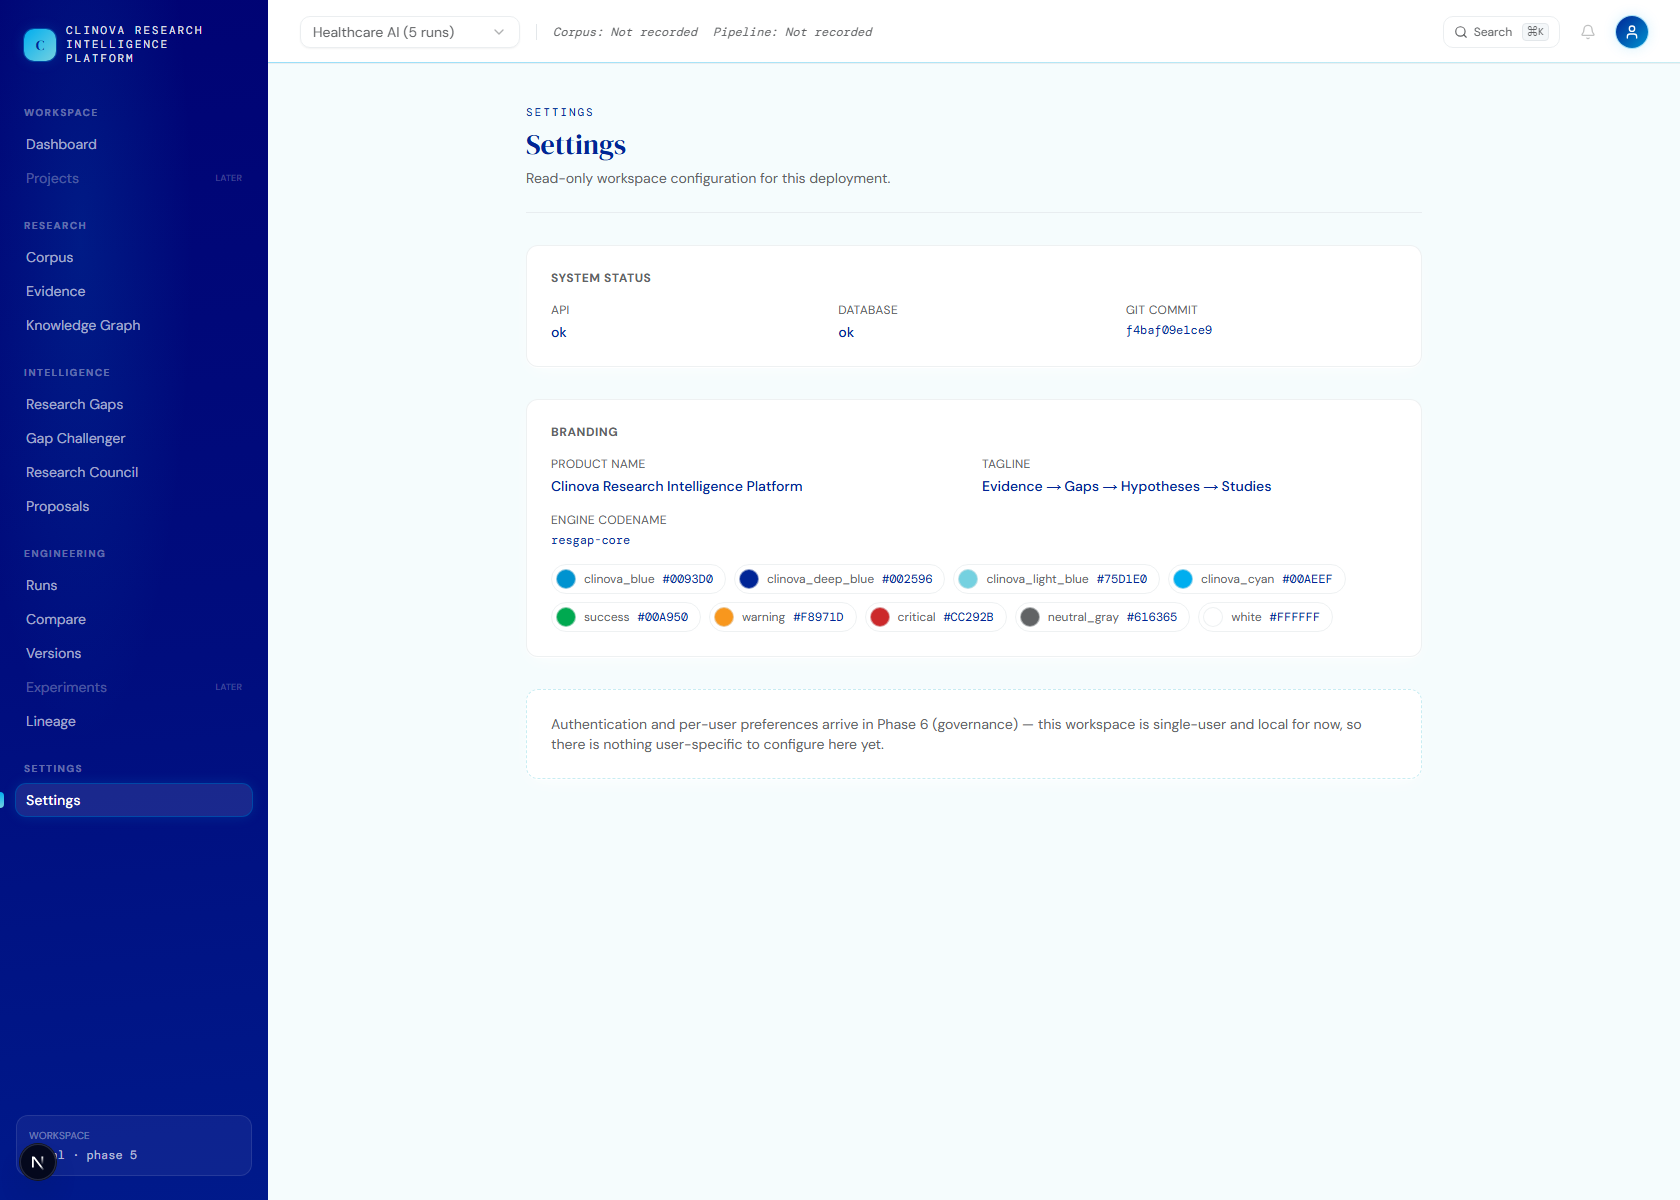 C
CLINOVA RESEARCH
INTELLIGENCE
PLATFORM
WORKSPACE
Dashboard
Projects LATER
RESEARCH
Corpus
Evidence
Knowledge Graph
INTELLIGENCE
Research Gaps
Gap Challenger
Research Council
Proposals
ENGINEERING
Runs
Compare
Versions
Experiments LATER
Lineage
SETTINGS
Settings
WORKSPACE
· phase 5
N
Healthcare AI (5 runs)
Corpus: Not recorded Pipeline: Not recorded
Search ⌘K
SETTINGS
Settings
Read-only workspace configuration for this deployment.
SYSTEM STATUS
API DATABASE GIT COMMIT
ok ok f4baf09e1ce9
BRANDING
PRODUCT NAME TAGLINE
Clinova Research Intelligence Platform Evidence → Gaps → Hypotheses → Studies
ENGINE CODENAME
resgap-core
clinova_blue #0093D0 clinova_deep_blue #002596 clinova_light_blue #75D1E0 clinova_cyan #00AEEF
success #00A950 warning #F8971D critical #CC292B neutral_gray #616365 white #FFFFFF
Authentication and per-user preferences arrive in Phase 6 (governance) — this workspace is single-user and local for now, so
there is nothing user-specific to configure here yet.